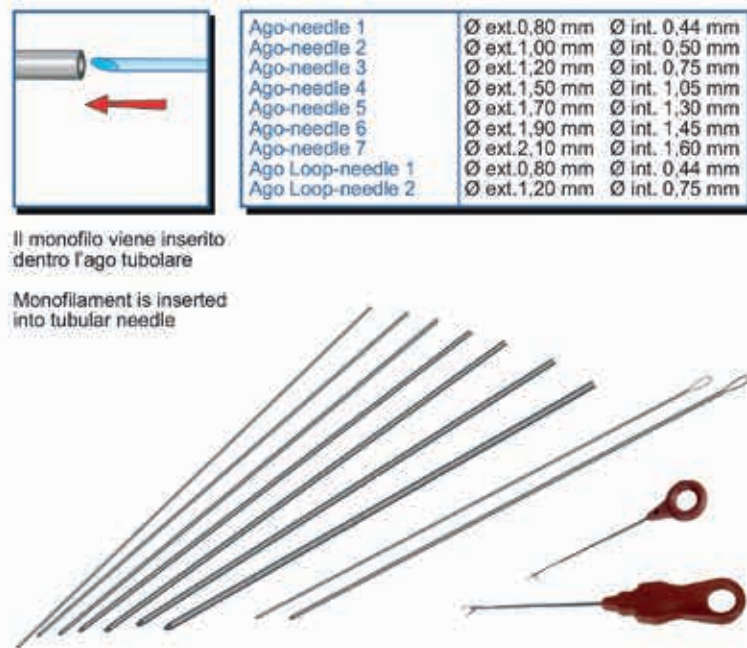 Ago-needle 1 Ø ext.0,80 mm Ø int. 0,44 mm
Ago-needle 2 Ø ext.1,00 mm Ø int. 0,50 mm
Ago-needle 3 Ø ext.1,20 mm Ø int. 0,75 mm
Ago-needle 4 Ø ext.1,50 mm Ø int. 1,05 mm
Ago-needle 5 Ø ext.1,70 mm Ø int. 1,30 mm
Ago-needle 6 Ø ext.1,90 mm Ø int. 1,45 mm
Ago-needle 7 Ø ext.2,10 mm Ø int. 1,60 mm
Ago Loop-needle 1 Ø ext.0,80 mm Ø int. 0,44 mm
Ago Loop-needle 2 Ø ext.1,20 mm Ø int. 0,75 mm
Il monofilo viene inserito
dentro l'ago tubolare
Monofilament is inserted
into tubular needle